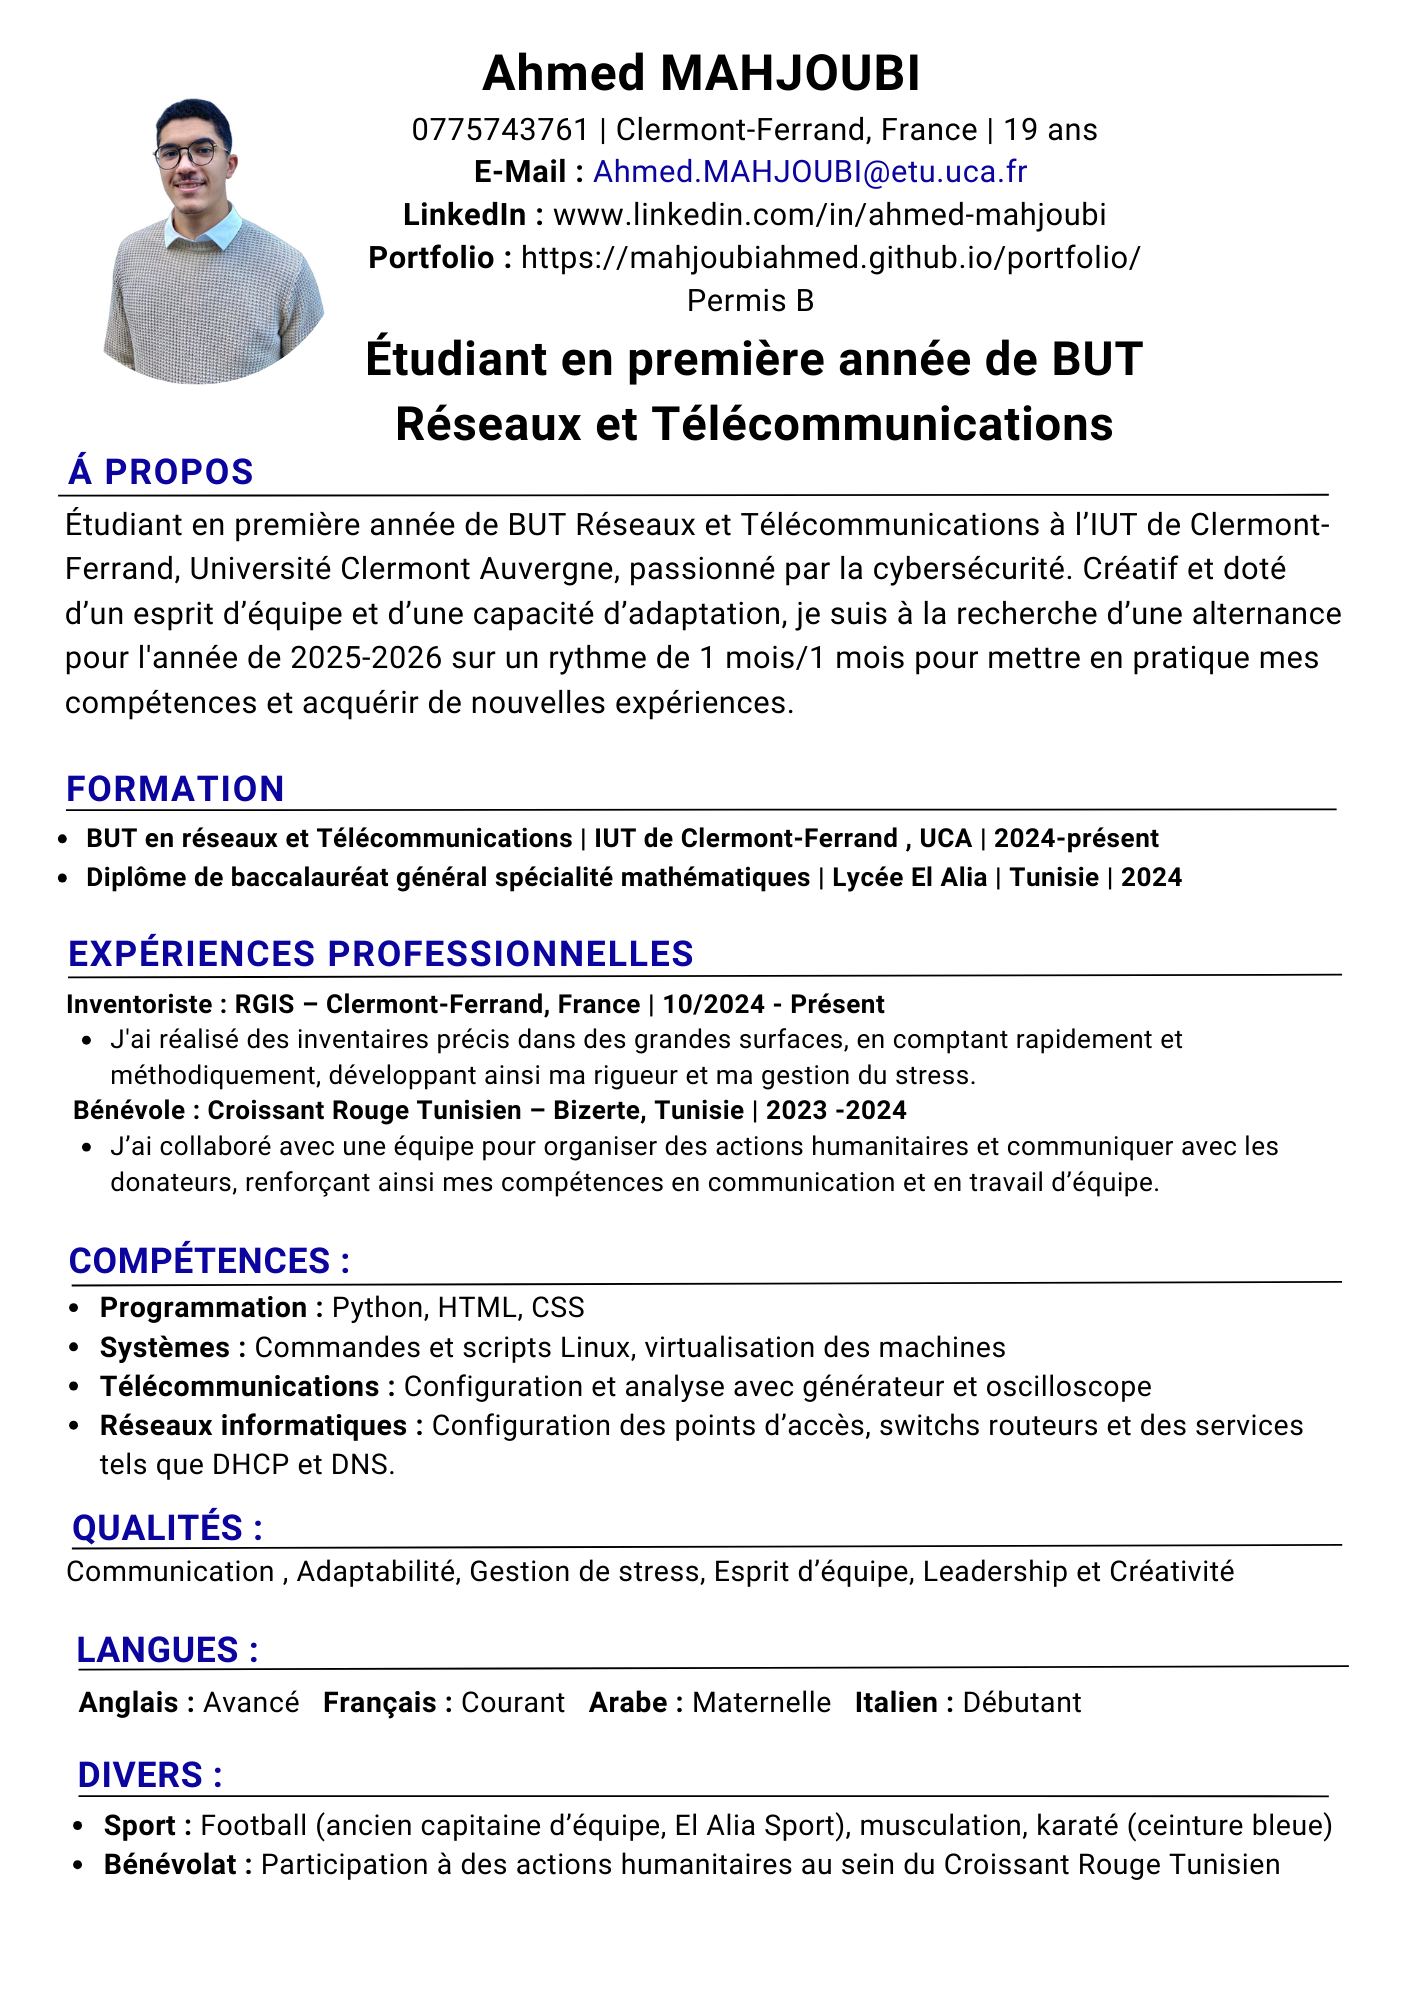 Ahmed MAHJOUBI
0775743761 | Clermont-Ferrand, France | 19 ans
E-Mail : Ahmed.MAHJOUBI@etu.uca.fr
LinkedIn : www.linkedin.com/in/ahmed-mahjoubi
Portfolio : https://mahjoubiahmed.github.io/portfolio/
Permis B
Étudiant en première année de BUT
Réseaux et Télécommunications
Á PROPOS
Étudiant en première année de BUT Réseaux et Télécommunications à l’IUT de Clermont-
Ferrand, Université Clermont Auvergne, passionné par la cybersécurité. Créatif et doté
d’un esprit d’équipe et d’une capacité d’adaptation, je suis à la recherche d’une alternance
pour l'année de 2025-2026 sur un rythme de 1 mois/1 mois pour mettre en pratique mes
compétences et acquérir de nouvelles expériences.
FORMATION
• BUT en réseaux et Télécommunications | IUT de Clermont-Ferrand , UCA | 2024-présent
• Diplôme de baccalauréat général spécialité mathématiques | Lycée El Alia | Tunisie | 2024
EXPÉRIENCES PROFESSIONNELLES
Inventoriste : RGIS – Clermont-Ferrand, France | 10/2024 - Présent
• J'ai réalisé des inventaires précis dans des grandes surfaces, en comptant rapidement et
méthodiquement, développant ainsi ma rigueur et ma gestion du stress.
Bénévole : Croissant Rouge Tunisien – Bizerte, Tunisie | 2023 -2024
• J’ai collaboré avec une équipe pour organiser des actions humanitaires et communiquer avec les
donateurs, renforçant ainsi mes compétences en communication et en travail d’équipe.
COMPÉTENCES :
• Programmation : Python, HTML, CSS
• Systèmes : Commandes et scripts Linux, virtualisation des machines
• Télécommunications : Configuration et analyse avec générateur et oscilloscope
• Réseaux informatiques : Configuration des points d’accès, switchs routeurs et des services
tels que DHCP et DNS.
QUALITÉS :
Communication , Adaptabilité, Gestion de stress, Esprit d’équipe, Leadership et Créativité
LANGUES :
Anglais : Avancé Français : Courant Arabe : Maternelle Italien : Débutant
DIVERS :
• Sport : Football (ancien capitaine d’équipe, El Alia Sport), musculation, karaté (ceinture bleue)
• Bénévolat : Participation à des actions humanitaires au sein du Croissant Rouge Tunisien